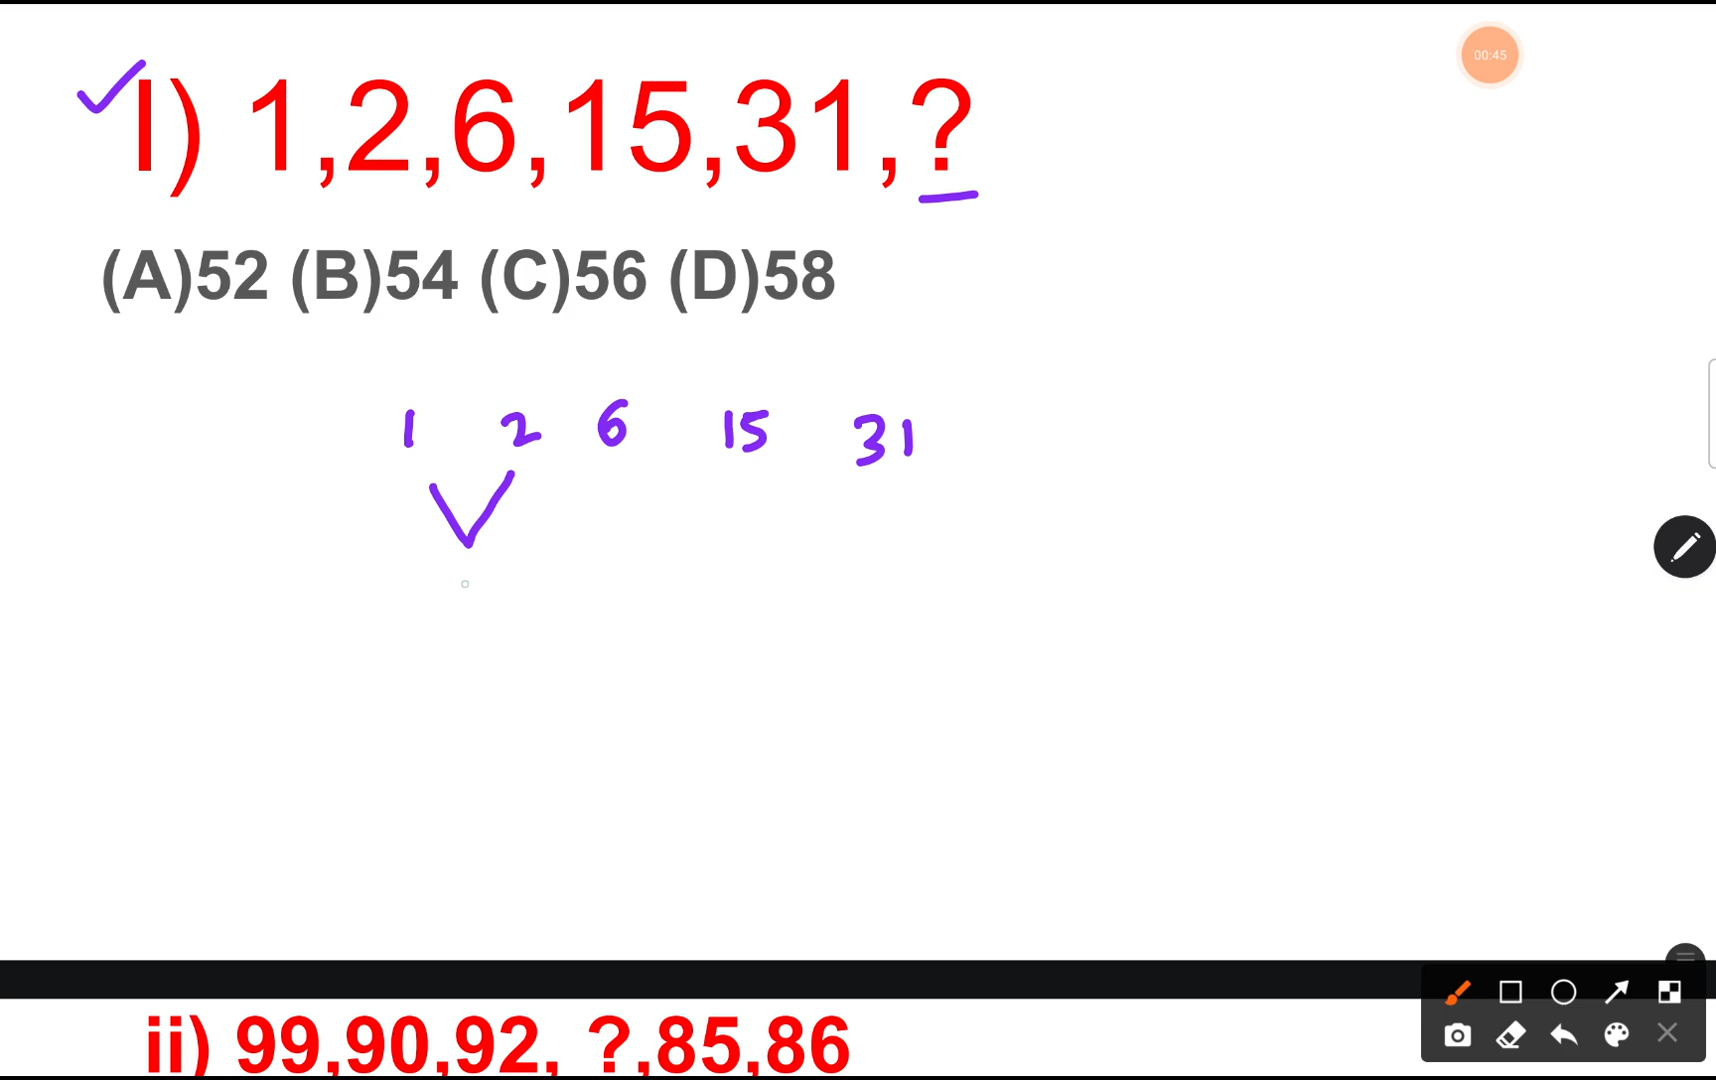 00:45
I) 1,2,6,15,31,?
(A)52 (B)54 (C)56 (D)58
1 2 6 15 31
ii) 99,90,92, ?,85,86